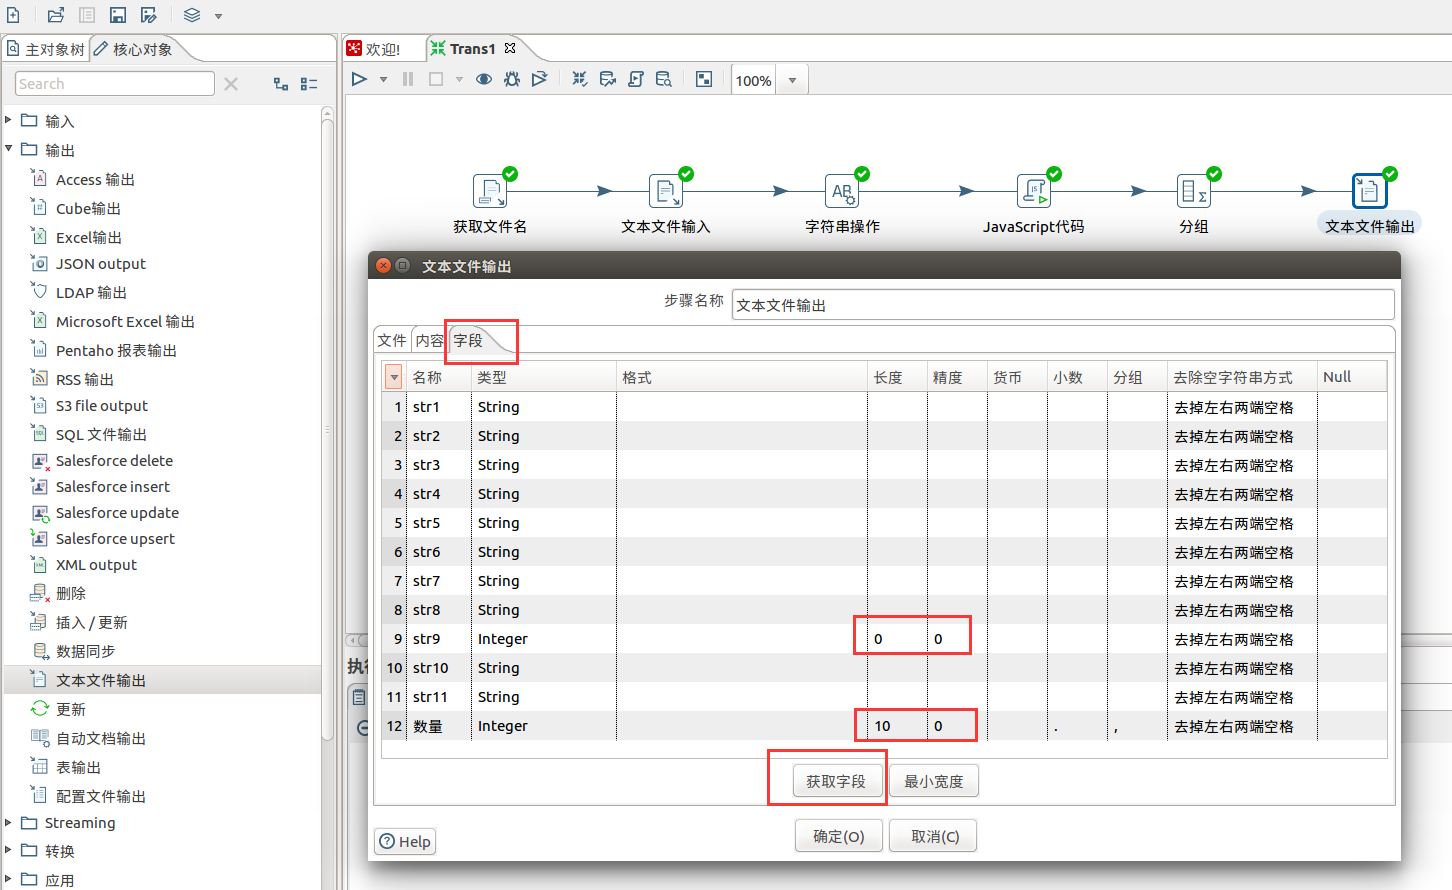 主对象树 核心对象
Search
输入
输出
Access 输出
Cube输出
Excel输出
JSON output
LDAP 输出
Microsoft Excel 输出
Pentaho 报表输出
RSS 输出
S3 file output
SQL 文件输出
Salesforce delete
Salesforce insert
Salesforce update
Salesforce upsert
XML output
删除
插入 / 更新
数据同步
文本文件输出
更新
自动文档输出
表输出
配置文件输出
Streaming
转换
应用
欢迎! Trans1
100%
获取文件名 文本文件输入 字符串操作 JavaScript代码 分组 文本文件输出
文本文件输出
步骤名称 文本文件输出
文件 内容 字段
名称 类型 格式 长度 精度 货币 小数 分组 去除空字符串方式 Null
1 str1 String 去掉左右两端空格
2 str2 String 去掉左右两端空格
3 str3 String 去掉左右两端空格
4 str4 String 去掉左右两端空格
5 str5 String 去掉左右两端空格
6 str6 String 去掉左右两端空格
7 str7 String 去掉左右两端空格
8 str8 String 去掉左右两端空格
9 str9 Integer 0 0 去掉左右两端空格
10 str10 String 去掉左右两端空格
11 str11 String 去掉左右两端空格
12 数量 Integer 10 0 . , 去掉左右两端空格
获取字段 最小宽度
Help 确定(O) 取消(C)